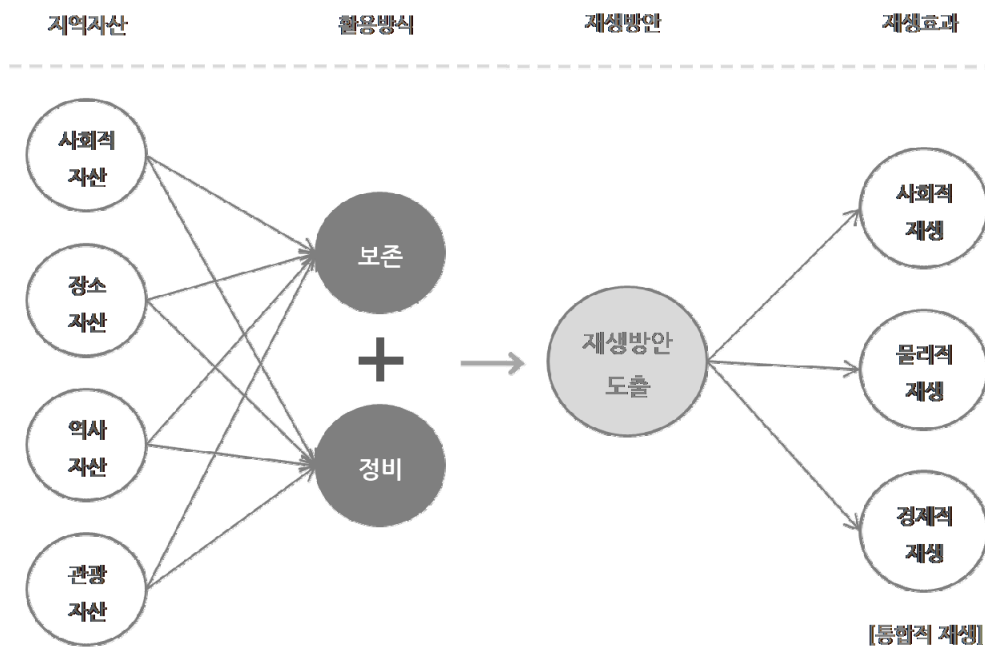 지역자산 활용방식 재생방안 재생효과
사회적
자산
장소
자산
역사
자산
관광
자산
보존
+
정비
재생방안
도출
사회적
재생
물리적
재생
경제적
재생
[통합적 재생]